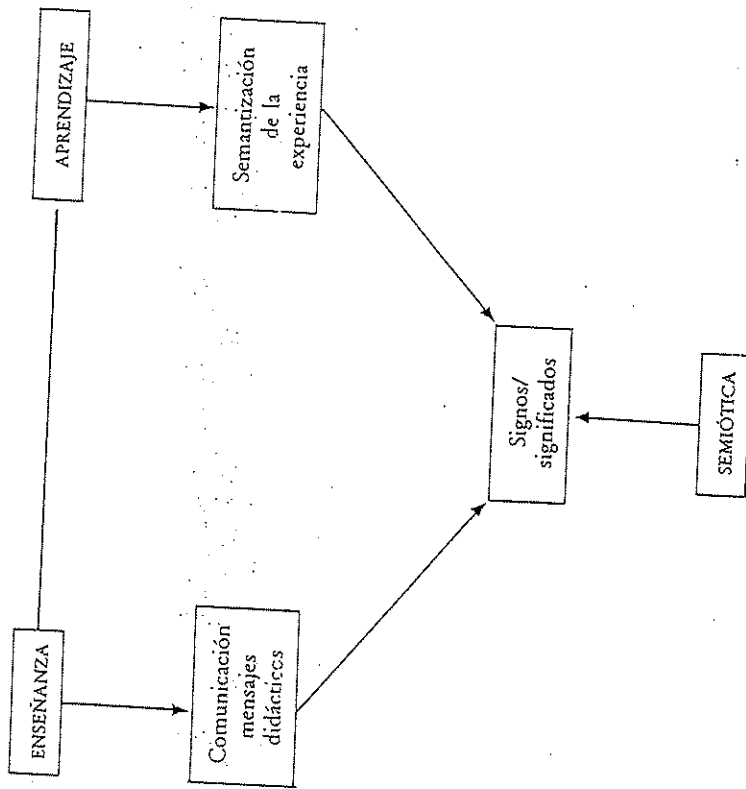 ENSEÑANZA
APRENDIZAJE
Comunicación
mensajes
didácticos
Semantización
de la
experiencia
Signos/
significados
SEMIÓTICA